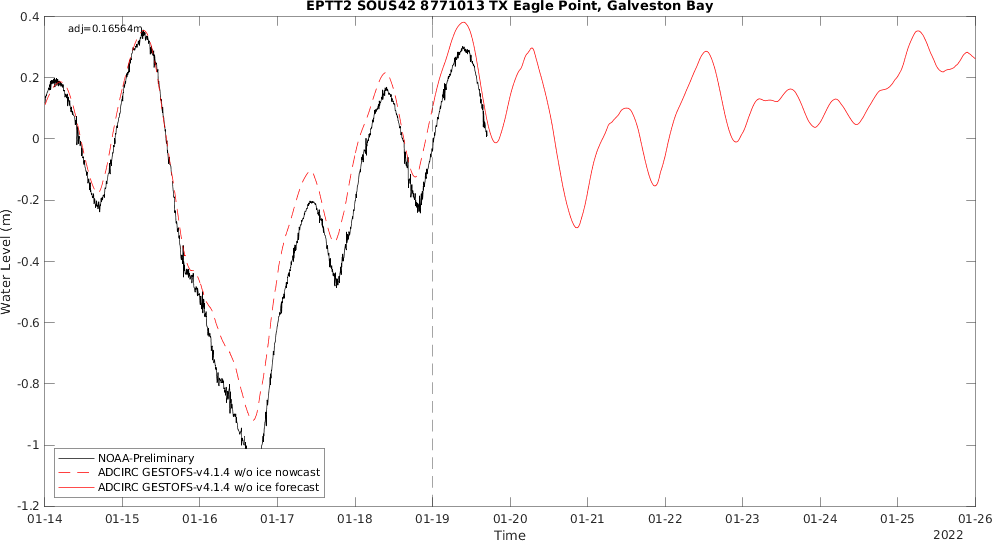 EPTT2 SOUS42 8771013 TX Eagle Point, Galveston Bay
adj=0.16564m
0.4
0.2
0
-0.2
-0.4
-0.6
-0.8
-1
-1.2
Water Level (m)
NOAA-Preliminary
ADCIRC GESTOFS-v4.1.4 w/o ice nowcast
ADCIRC GESTOFS-v4.1.4 w/o ice forecast
01-14 01-15 01-16 01-17 01-18 01-19 01-20 01-21 01-22 01-23 01-24 01-25 01-26
Time
2022